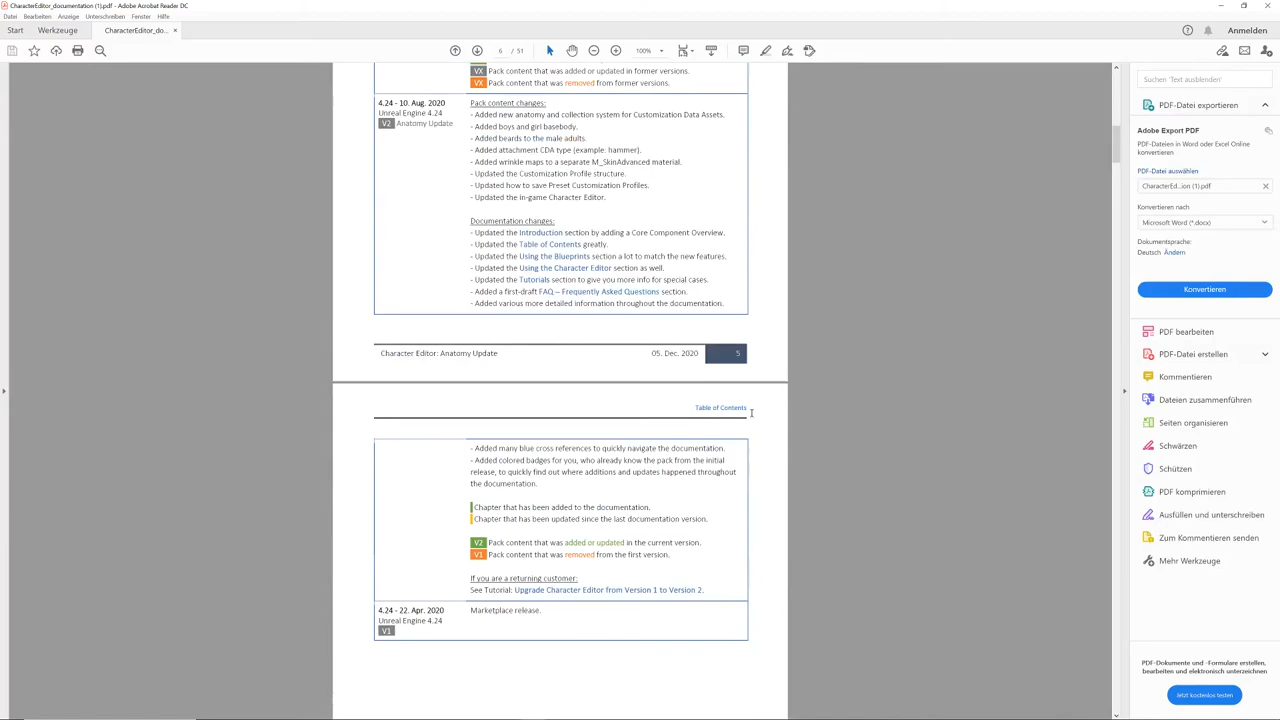 CharacterEditor_documentation (1).pdf - Adobe Acrobat Reader DC
Datei Bearbeiten Anzeige Unterschreiben Fenster Hilfe
Start Werkzeuge CharacterEditor_do... × Anmelden
6 / 51 100%
VX Pack content that was added or updated in former versions.
VX Pack content that was removed from former versions.
4.24 - 10. Aug. 2020
Unreal Engine 4.24
V2 Anatomy Update
Pack content changes:
- Added new anatomy and collection system for Customization Data Assets.
- Added boys and girl basebody.
- Added beards to the male adults.
- Added attachment CDA type (example: hammer).
- Added wrinkle maps to a separate M_SkinAdvanced material.
- Updated the Customization Profile structure.
- Updated how to save Preset Customization Profiles.
- Updated the in-game Character Editor.
Documentation changes:
- Updated the Introduction section by adding a Core Component Overview.
- Updated the Table of Contents greatly.
- Updated the Using the Blueprints section a lot to match the new features.
- Updated the Using the Character Editor section as well.
- Updated the Tutorials section to give you more info for special cases.
- Added a first-draft FAQ – Frequently Asked Questions section.
- Added various more detailed information throughout the documentation.
Character Editor: Anatomy Update 05. Dec. 2020 5
Table of Contents
- Added many blue cross references to quickly navigate the documentation.
- Added colored badges for you, who already know the pack from the initial
release, to quickly find out where additions and updates happened throughout
the documentation.
Chapter that has been added to the documentation.
Chapter that has been updated since the last documentation version.
V2 Pack content that was added or updated in the current version.
V1 Pack content that was removed from the first version.
If you are a returning customer:
See Tutorial: Upgrade Character Editor from Version 1 to Version 2.
4.24 - 22. Apr. 2020
Unreal Engine 4.24
V1
Marketplace release.
Suchen 'Text ausblenden'
PDF-Datei exportieren
Adobe Export PDF
PDF-Dateien in Word oder Excel Online
konvertieren
PDF-Datei auswählen
CharacterEd...ion (1).pdf ×
Konvertieren nach
Microsoft Word (*.docx)
Dokumentsprache:
Deutsch Ändern
Konvertieren
PDF bearbeiten
PDF-Datei erstellen
Kommentieren
Dateien zusammenführen
Seiten organisieren
Schwärzen
Schützen
PDF komprimieren
Ausfüllen und unterschreiben
Zum Kommentieren senden
Mehr Werkzeuge
PDF-Dokumente und -Formulare erstellen,
bearbeiten und elektronisch unterzeichnen
Jetzt kostenlos testen